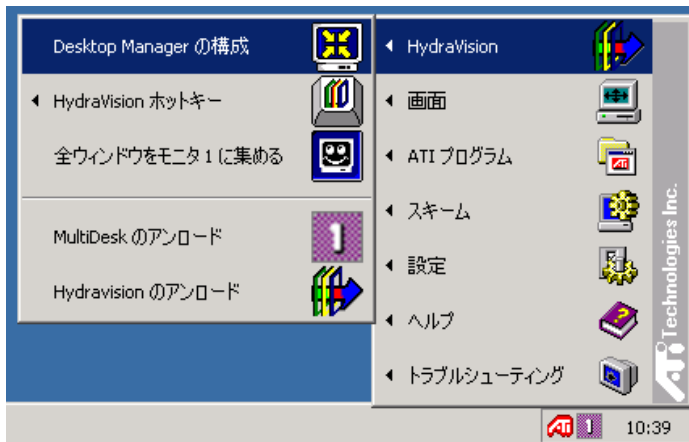 Desktop Manager の構成
HydraVision ホットキー
全ウィンドウをモニタ 1 に集める
MultiDesk のアンロード
Hydravision のアンロード
HydraVision
画面
ATI プログラム
スキーム
設定
ヘルプ
トラブルシューティング
ATI Technologies Inc.
10:39